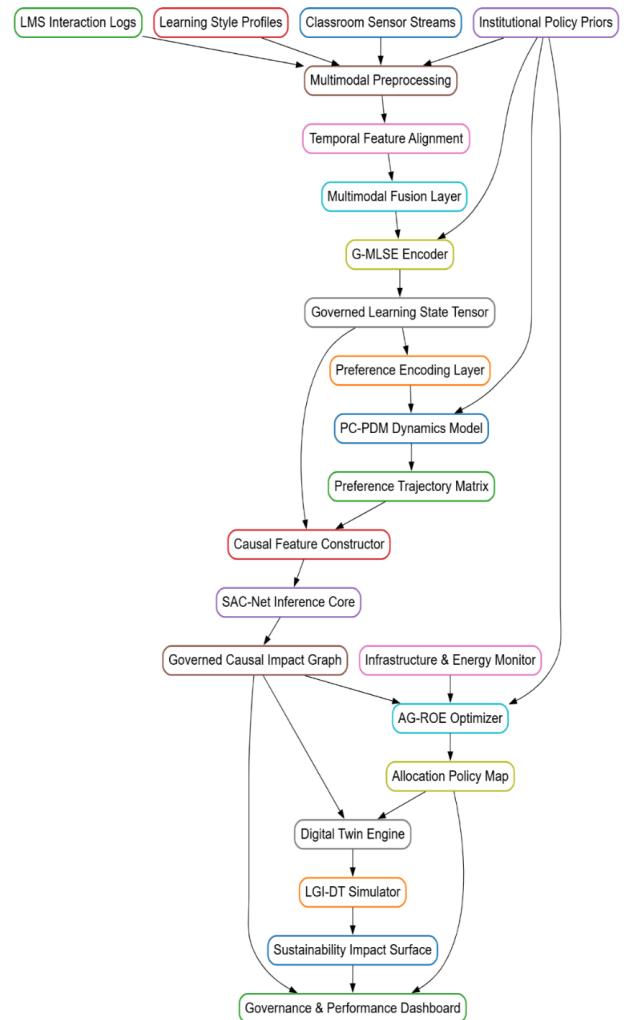 LMS Interaction Logs
Learning Style Profiles
Classroom Sensor Streams
Institutional Policy Priors
Multimodal Preprocessing
Temporal Feature Alignment
Multimodal Fusion Layer
G-MLSE Encoder
Governed Learning State Tensor
Preference Encoding Layer
PC-PDM Dynamics Model
Preference Trajectory Matrix
Causal Feature Constructor
SAC-Net Inference Core
Governed Causal Impact Graph
Infrastructure & Energy Monitor
AG-ROE Optimizer
Allocation Policy Map
Digital Twin Engine
LGI-DT Simulator
Sustainability Impact Surface
Governance & Performance Dashboard